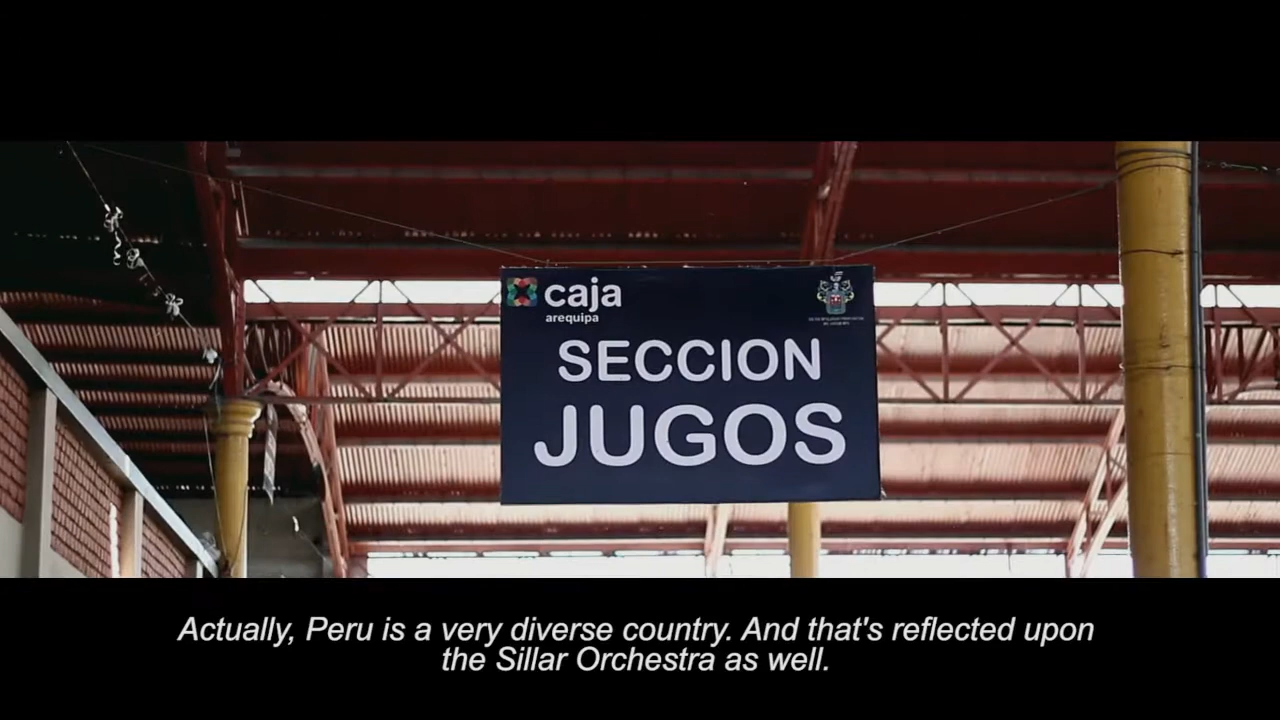 caja
arequipa
SECCION
JUGOS
Actually, Peru is a very diverse country. And that's reflected upon
the Sillar Orchestra as well.